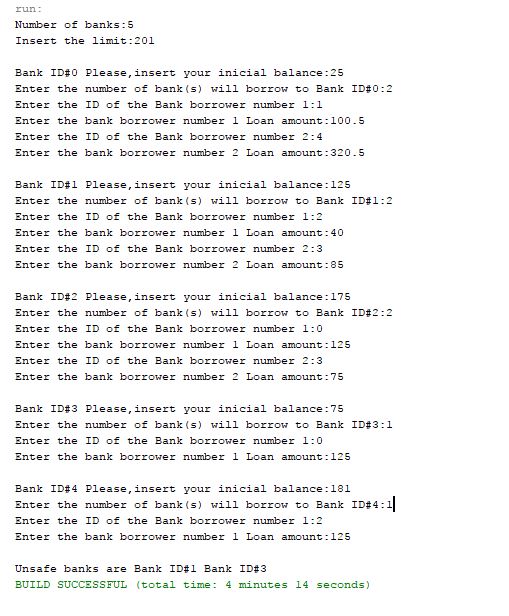 run:
Number of banks:5
Insert the limit:201
Bank ID#0 Please,insert your inicial balance:25
Enter the number of bank(s) will borrow to Bank ID#0:2
Enter the ID of the Bank borrower number 1:1
Enter the bank borrower number 1 Loan amount:100.5
Enter the ID of the Bank borrower number 2:4
Enter the bank borrower number 2 Loan amount:320.5
Bank ID#1 Please,insert your inicial balance:125
Enter the number of bank(s) will borrow to Bank ID#1:2
Enter the ID of the Bank borrower number 1:2
Enter the bank borrower number 1 Loan amount:40
Enter the ID of the Bank borrower number 2:3
Enter the bank borrower number 2 Loan amount:85
Bank ID#2 Please,insert your inicial balance:175
Enter the number of bank(s) will borrow to Bank ID#2:2
Enter the ID of the Bank borrower number 1:0
Enter the bank borrower number 1 Loan amount:125
Enter the ID of the Bank borrower number 2:3
Enter the bank borrower number 2 Loan amount:75
Bank ID#3 Please,insert your inicial balance:75
Enter the number of bank(s) will borrow to Bank ID#3:1
Enter the ID of the Bank borrower number 1:0
Enter the bank borrower number 1 Loan amount:125
Bank ID#4 Please,insert your inicial balance:181
Enter the number of bank(s) will borrow to Bank ID#4:1
Enter the ID of the Bank borrower number 1:2
Enter the bank borrower number 1 Loan amount:125
Unsafe banks are Bank ID#1 Bank ID#3
BUILD SUCCESSFUL (total time: 4 minutes 14 seconds)